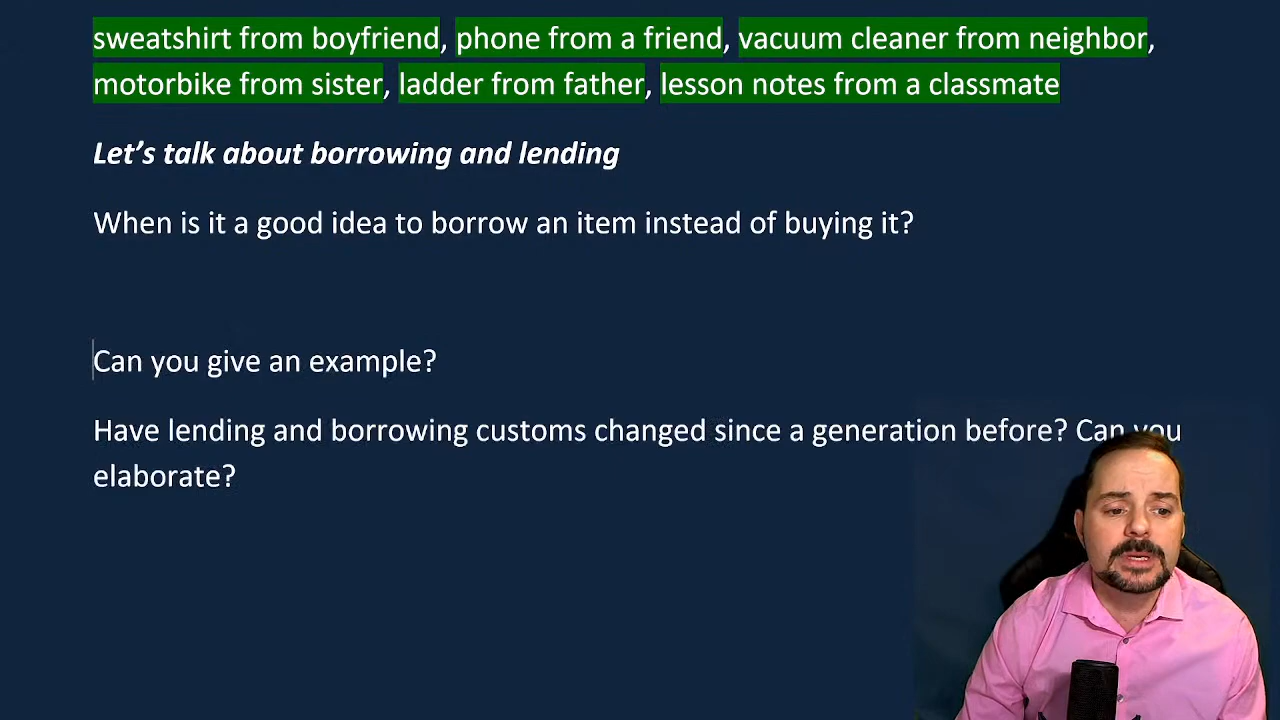 sweatshirt from boyfriend, phone from a friend, vacuum cleaner from neighbor,
motorbike from sister, ladder from father, lesson notes from a classmate
Let’s talk about borrowing and lending
When is it a good idea to borrow an item instead of buying it?
Can you give an example?
Have lending and borrowing customs changed since a generation before? Can you
elaborate?